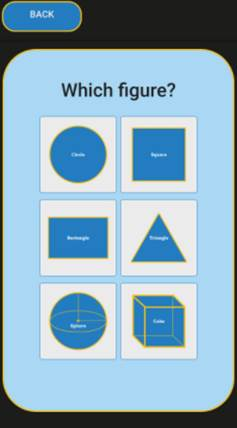 BACK
Which figure?
Circle
Square
Rectangle
Triangle
Sphere
Cube